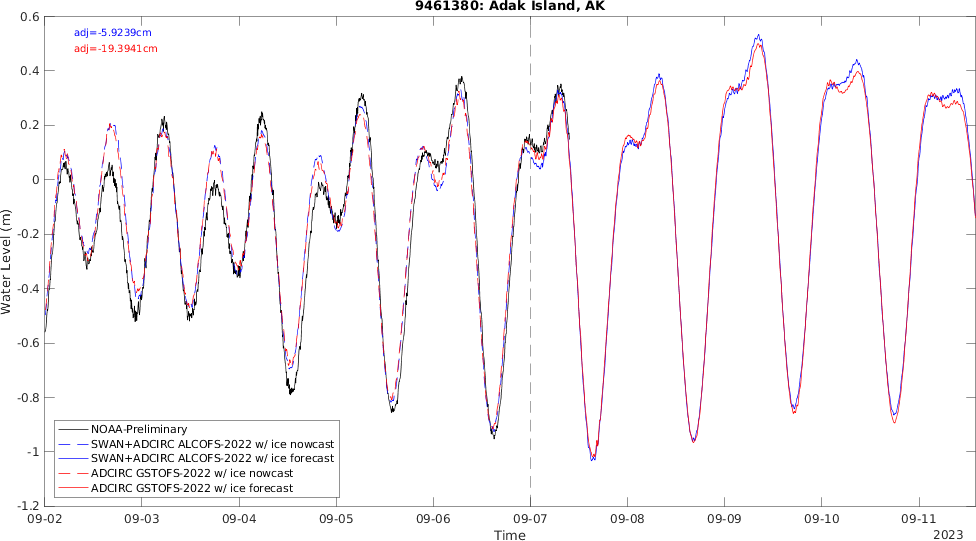 9461380: Adak Island, AK
adj=-5.9239cm
adj=-19.3941cm
0.6
0.4
0.2
0
-0.2
-0.4
-0.6
-0.8
-1
-1.2
Water Level (m)
NOAA-Preliminary
SWAN+ADCIRC ALCOFS-2022 w/ ice nowcast
SWAN+ADCIRC ALCOFS-2022 w/ ice forecast
ADCIRC GSTOFS-2022 w/ ice nowcast
ADCIRC GSTOFS-2022 w/ ice forecast
09-02 09-03 09-04 09-05 09-06 09-07 09-08 09-09 09-10 09-11
Time
2023